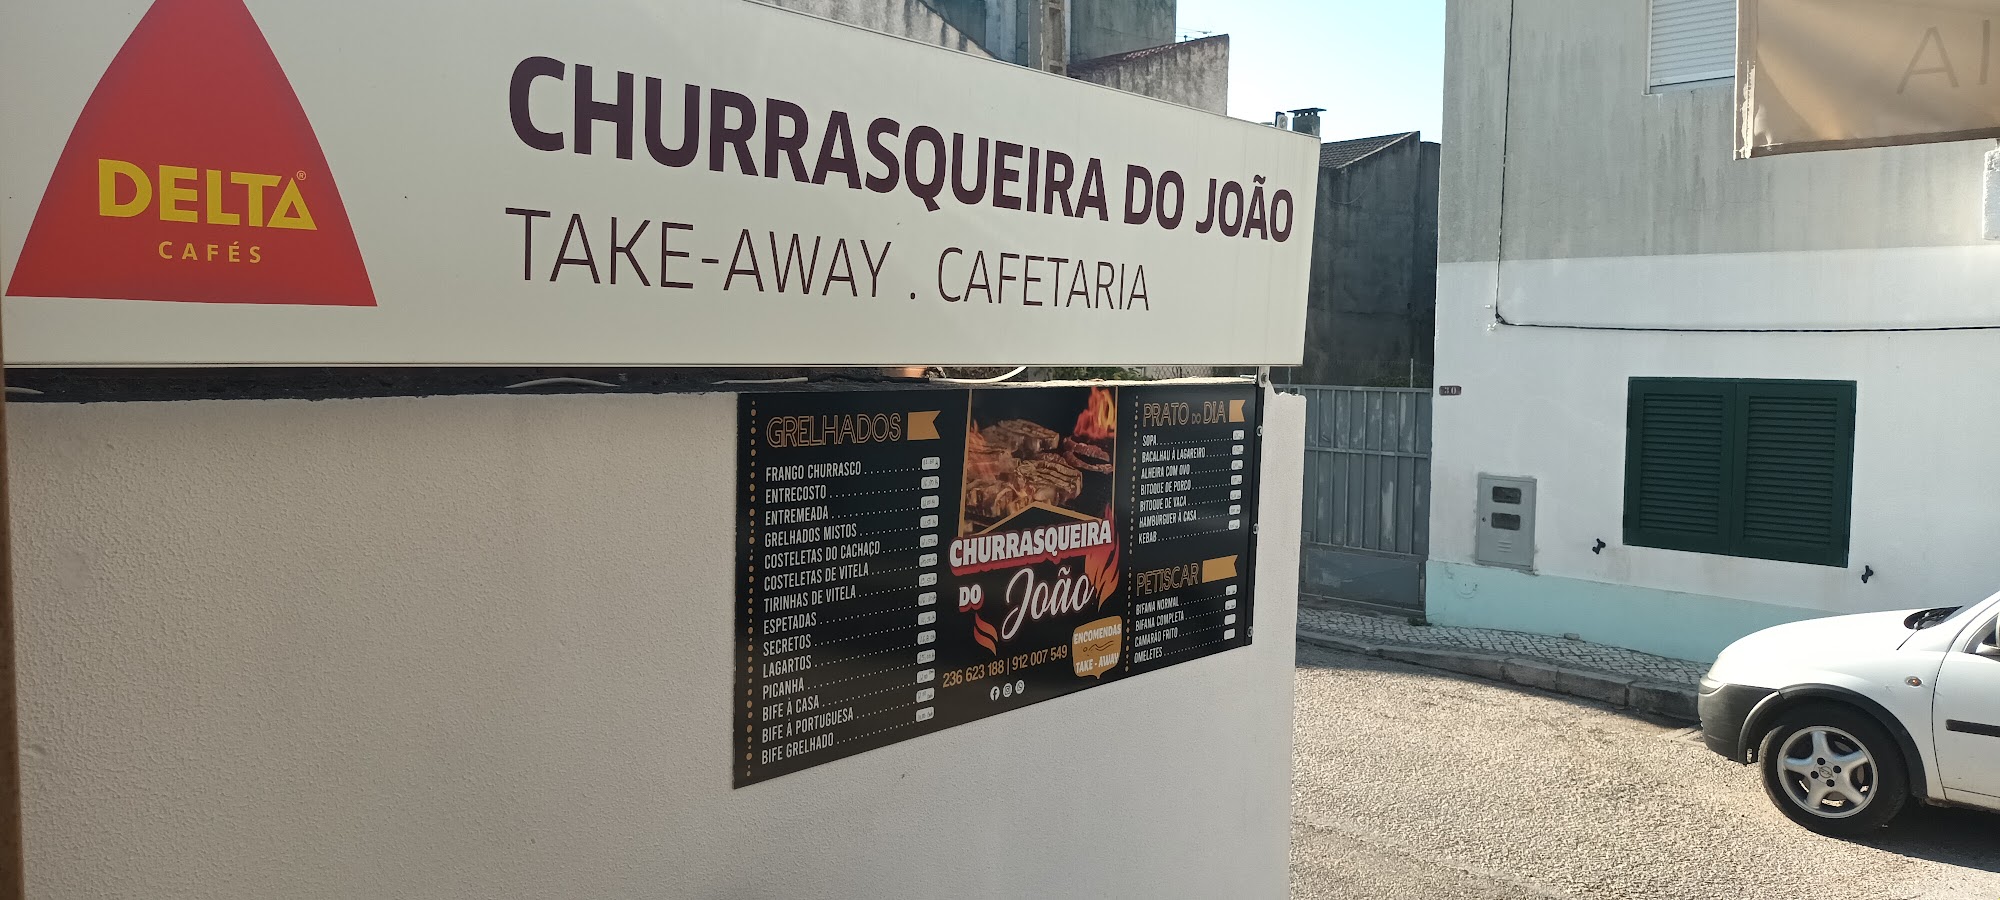 DELTA®
CAFÉS
CHURRASQUEIRA DO JOÃO
TAKE-AWAY . CAFETARIA
GRELHADOS
FRANGO CHURRASCO
ENTRECOSTO
ENTREMEADA
GRELHADOS MISTOS
COSTELETAS DO CACHAÇO
COSTELETAS DE VITELA
TIRINHAS DE VITELA
ESPETADAS
SECRETOS
LAGARTOS
PICANHA
BIFE À CASA
BIFE À PORTUGUESA
BIFE GRELHADO
CHURRASQUEIRA
DO João
236 623 188 | 912 007 549
ENCOMENDAS
TAKE - AWAY
PRATO DO DIA
SOPA
BACALHAU À LAGAREIRO
ALHEIRA COM OVO
BITOQUE DE PORCO
BITOQUE DE VACA
HAMBÚRGUER À CASA
KEBAB
PETISCAR
BIFANA NORMAL
BIFANA COMPLETA
CAMARÃO FRITO
OMELETES
30